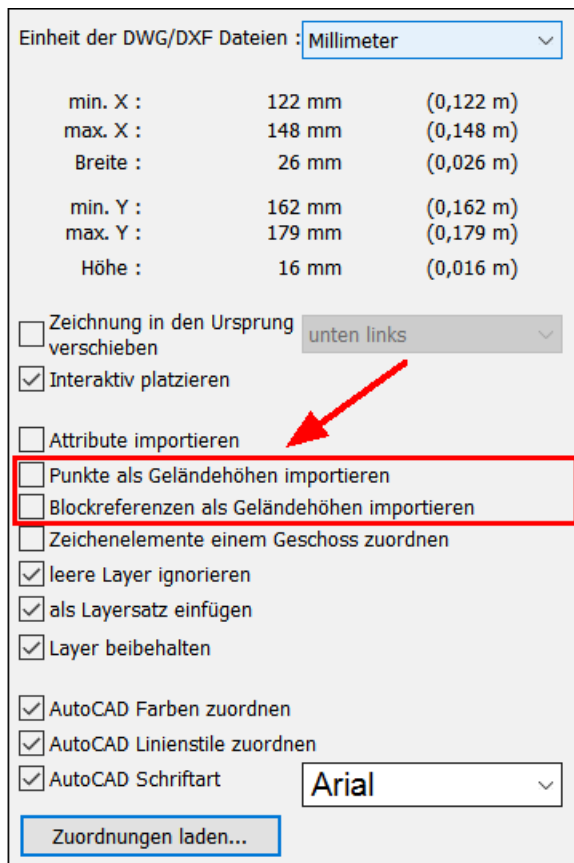 Einheit der DWG/DXF Dateien : Millimeter
min. X : 122 mm (0,122 m)
max. X : 148 mm (0,148 m)
Breite : 26 mm (0,026 m)
min. Y : 162 mm (0,162 m)
max. Y : 179 mm (0,179 m)
Höhe : 16 mm (0,016 m)
Zeichnung in den Ursprung
verschieben
unten links
Interaktiv platzieren
Attribute importieren
Punkte als Geländehöhen importieren
Blockreferenzen als Geländehöhen importieren
Zeichenelemente einem Geschoss zuordnen
leere Layer ignorieren
als Layersatz einfügen
Layer beibehalten
AutoCAD Farben zuordnen
AutoCAD Linienstile zuordnen
AutoCAD Schriftart Arial
Zuordnungen laden...